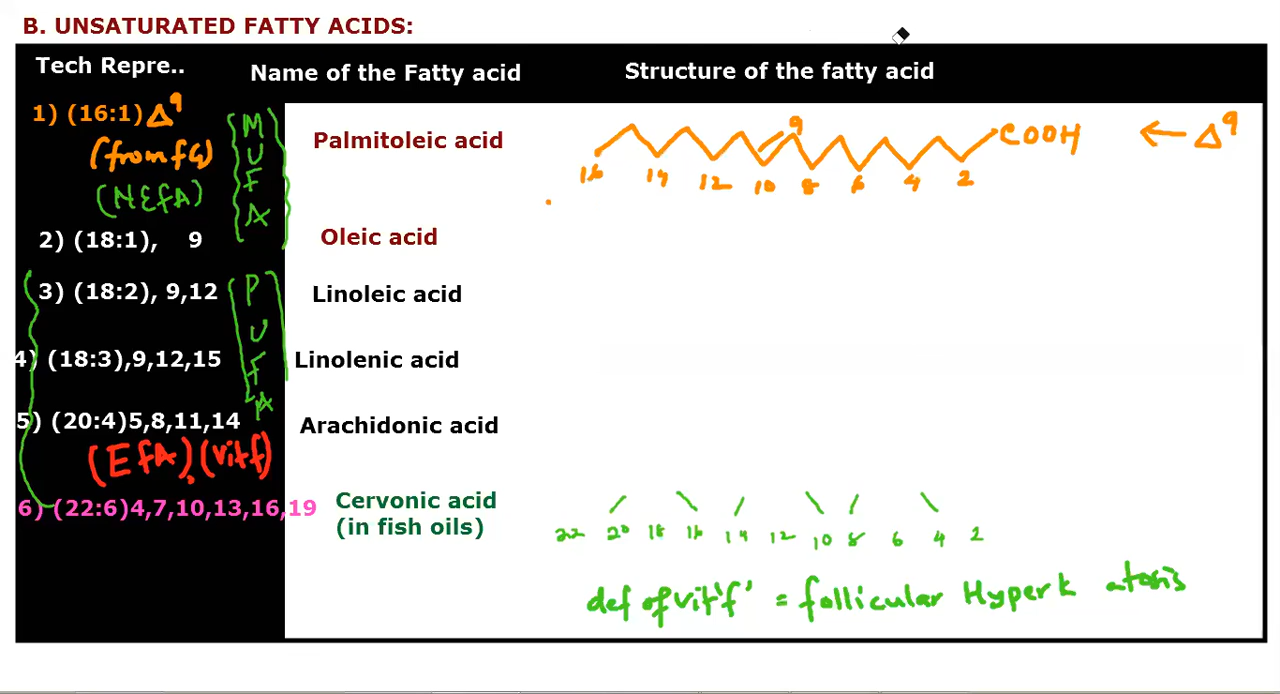 B. UNSATURATED FATTY ACIDS:
Tech Repre.. Name of the Fatty acid Structure of the fatty acid
1) (16:1) Δ9 Palmitoleic acid 9 COOH ← Δ9
(from fG)
(NEfA)
MUFA
16 14 12 10 8 6 4 2
2) (18:1), 9 Oleic acid
3) (18:2), 9,12 Linoleic acid
PUFA
4) (18:3),9,12,15 Linolenic acid
5) (20:4)5,8,11,14 Arachidonic acid
(EfA), (vit f)
6) (22:6)4,7,10,13,16,19 Cervonic acid
(in fish oils)
22 20 18 16 14 12 10 8 6 4 2
def of vit 'f' = follicular Hyperk atosis